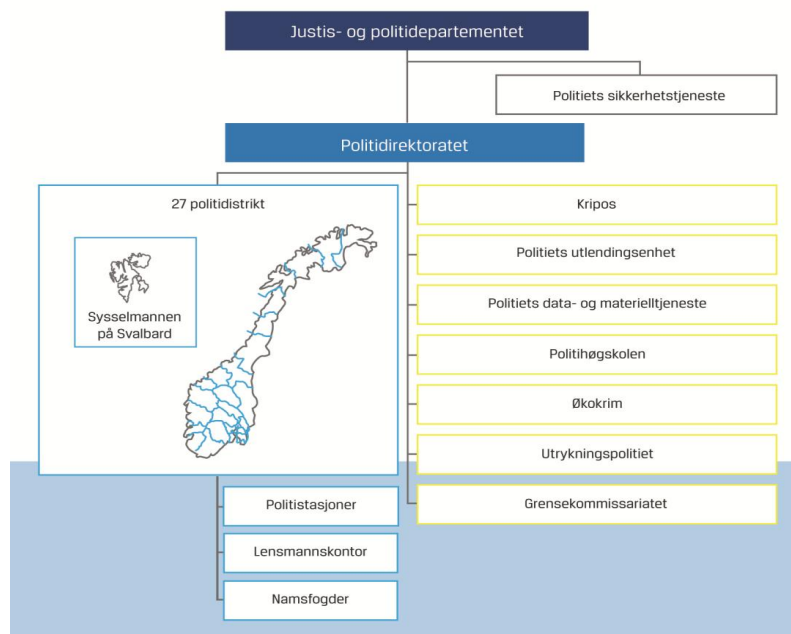 Justis- og politidepartementet
Politiets sikkerhetstjeneste
Politidirektoratet
27 politidistrikt
Sysselmannen
på Svalbard
Kripos
Politiets utlendingsenhet
Politiets data- og materielltjeneste
Politihøgskolen
Økokrim
Utrykningspolitiet
Grensekommissariatet
Politistasjoner
Lensmannskontor
Namsfogder